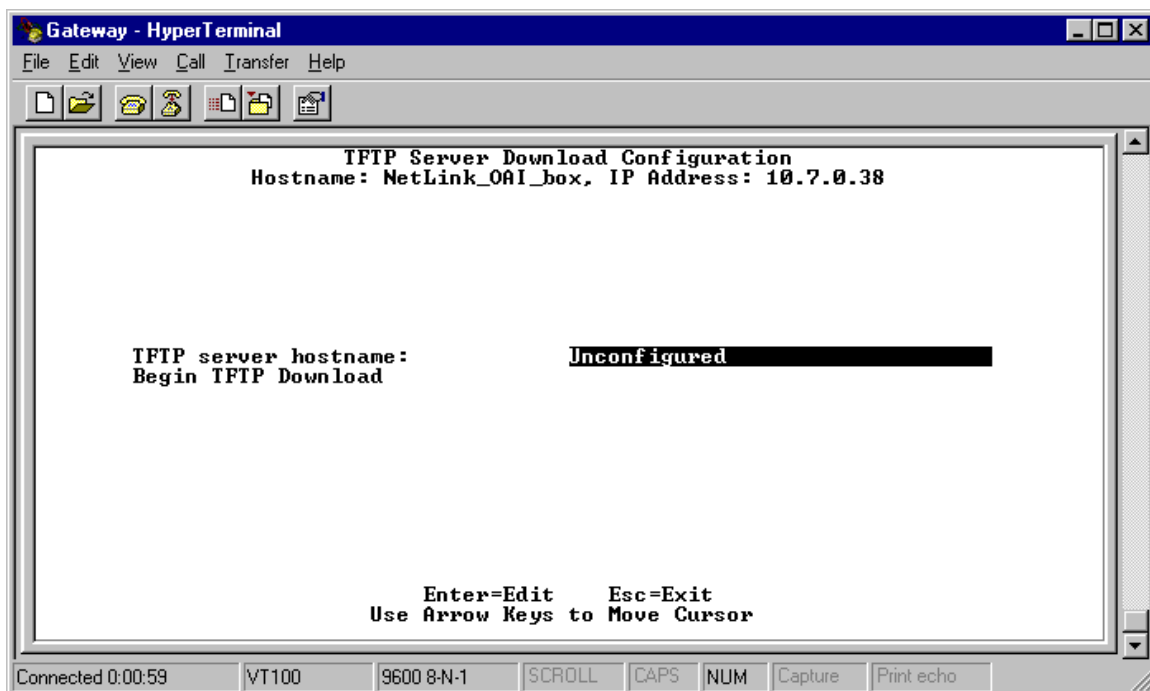 Gateway - HyperTerminal
File Edit View Call Transfer Help
TFTP Server Download Configuration
Hostname: NetLink_OAI_box, IP Address: 10.7.0.38
TFTP server hostname: Unconfigured
Begin TFTP Download
Enter=Edit Esc=Exit
Use Arrow Keys to Move Cursor
Connected 0:00:59 VT100 9600 8-N-1 SCROLL CAPS NUM Capture Print echo